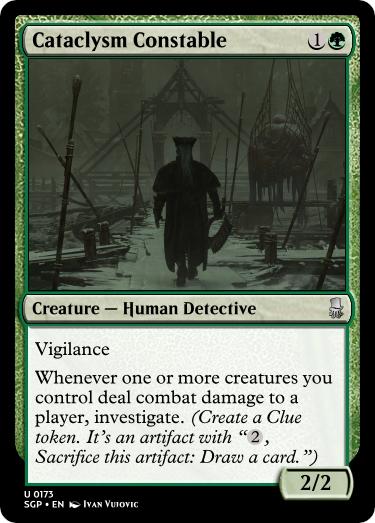 Cataclysm Constable 1
Creature — Human Detective
Vigilance
Whenever one or more creatures you
control deal combat damage to a
player, investigate. (Create a Clue
token. It's an artifact with “2,
Sacrifice this artifact: Draw a card.”)
2/2
U 0173
SGP • EN Ivan Vujovic